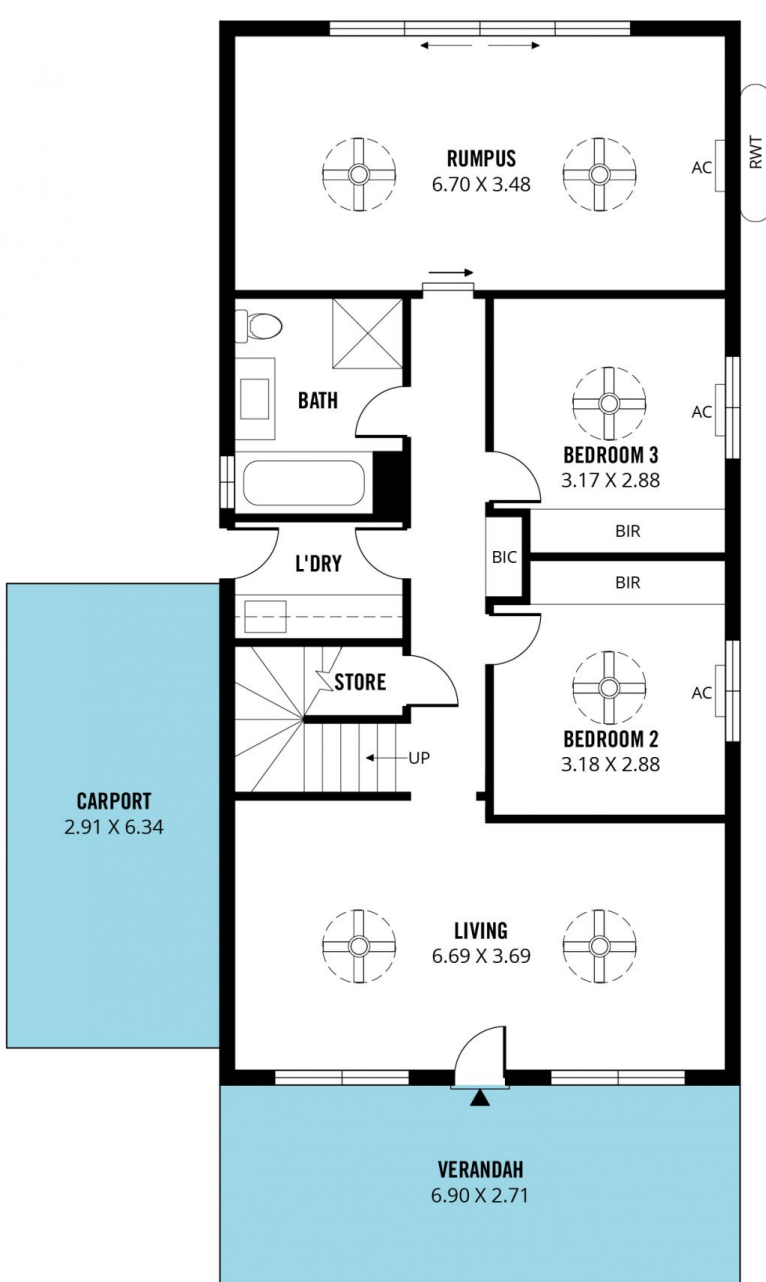 RUMPUS
6.70 X 3.48
AC
RWT
BATH
AC
BEDROOM 3
3.17 X 2.88
BIR
L'DRY
BIC
BIR
STORE
AC
BEDROOM 2
3.18 X 2.88
UP
CARPORT
2.91 X 6.34
LIVING
6.69 X 3.69
VERANDAH
6.90 X 2.71